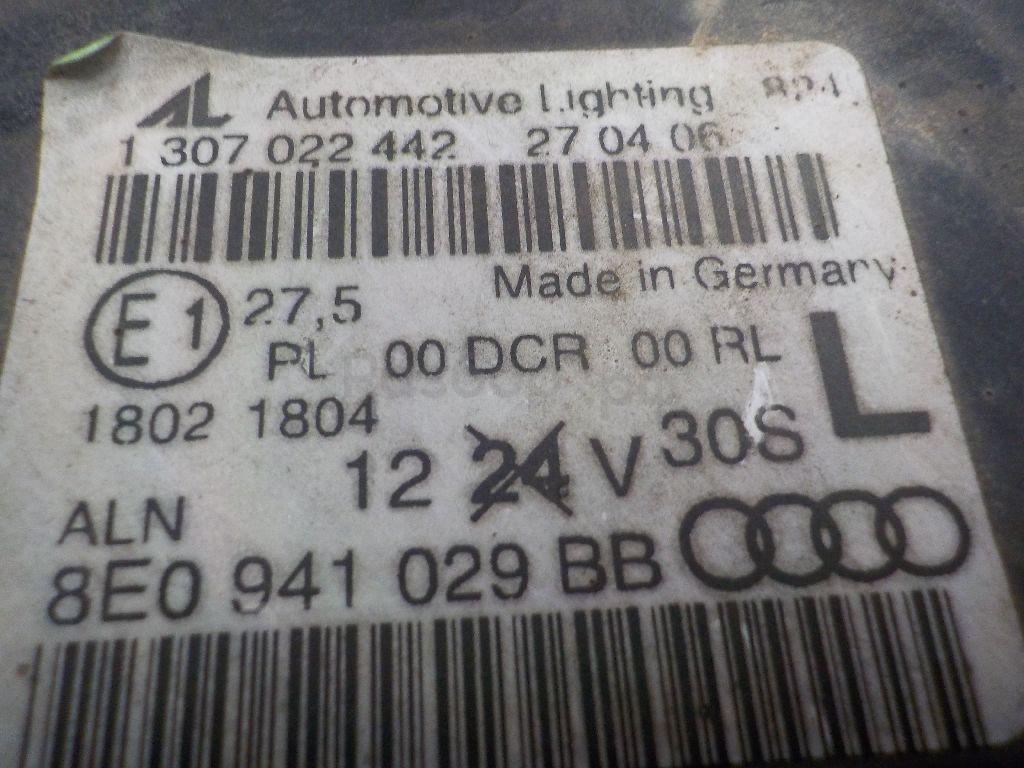 AL Automotive Lighting 824
1 307 022 442 27 04 06
Made in Germany
E1 27,5
PL 00 DCR 00 RL
L
1802 1804
12 24 V 30S
ALN
8E0 941 029 BB